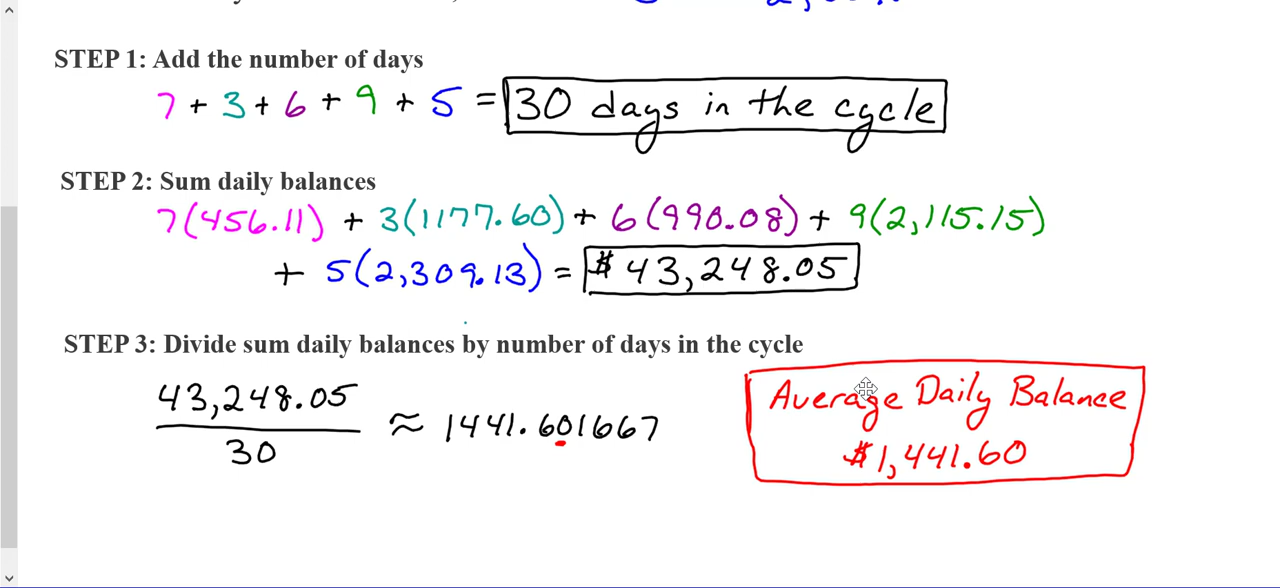 STEP 1: Add the number of days
7 + 3 + 6 + 9 + 5 = 30 days in the cycle
STEP 2: Sum daily balances
7(456.11) + 3(1177.60) + 6(990.08) + 9(2,115.15)
+ 5(2,309.13) = $ 43,248.05
STEP 3: Divide sum daily balances by number of days in the cycle
43,248.05
30
≈ 1441.601667
Average Daily Balance
$1,441.60